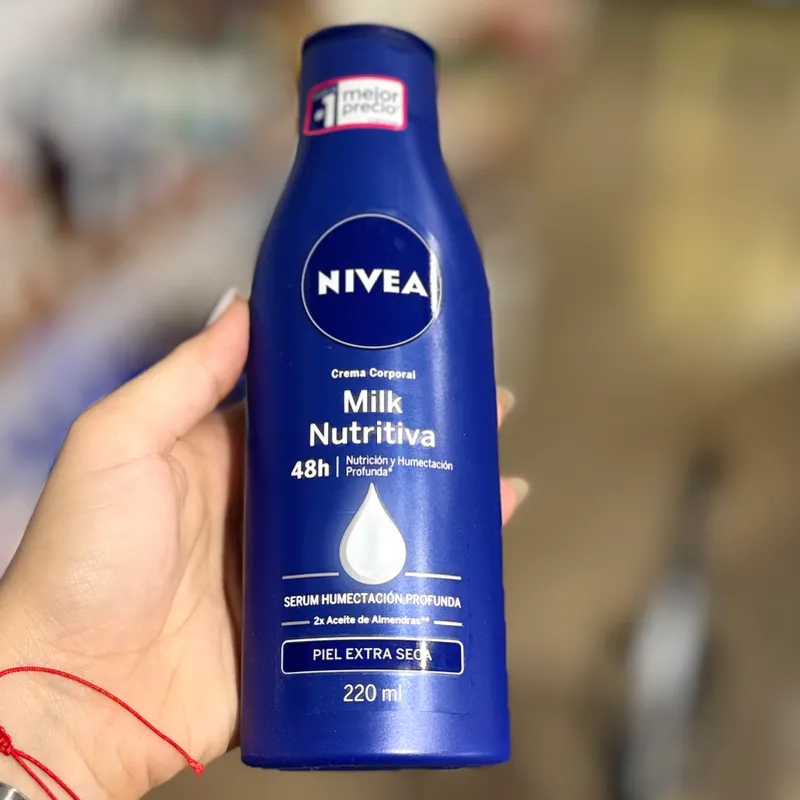 1 mejor
precio
NIVEA
Crema Corporal
Milk
Nutritiva
48h | Nutrición y Humectación
Profunda*
SERUM HUMECTACIÓN PROFUNDA
2x Aceite de Almendras**
PIEL EXTRA SECA
220 ml